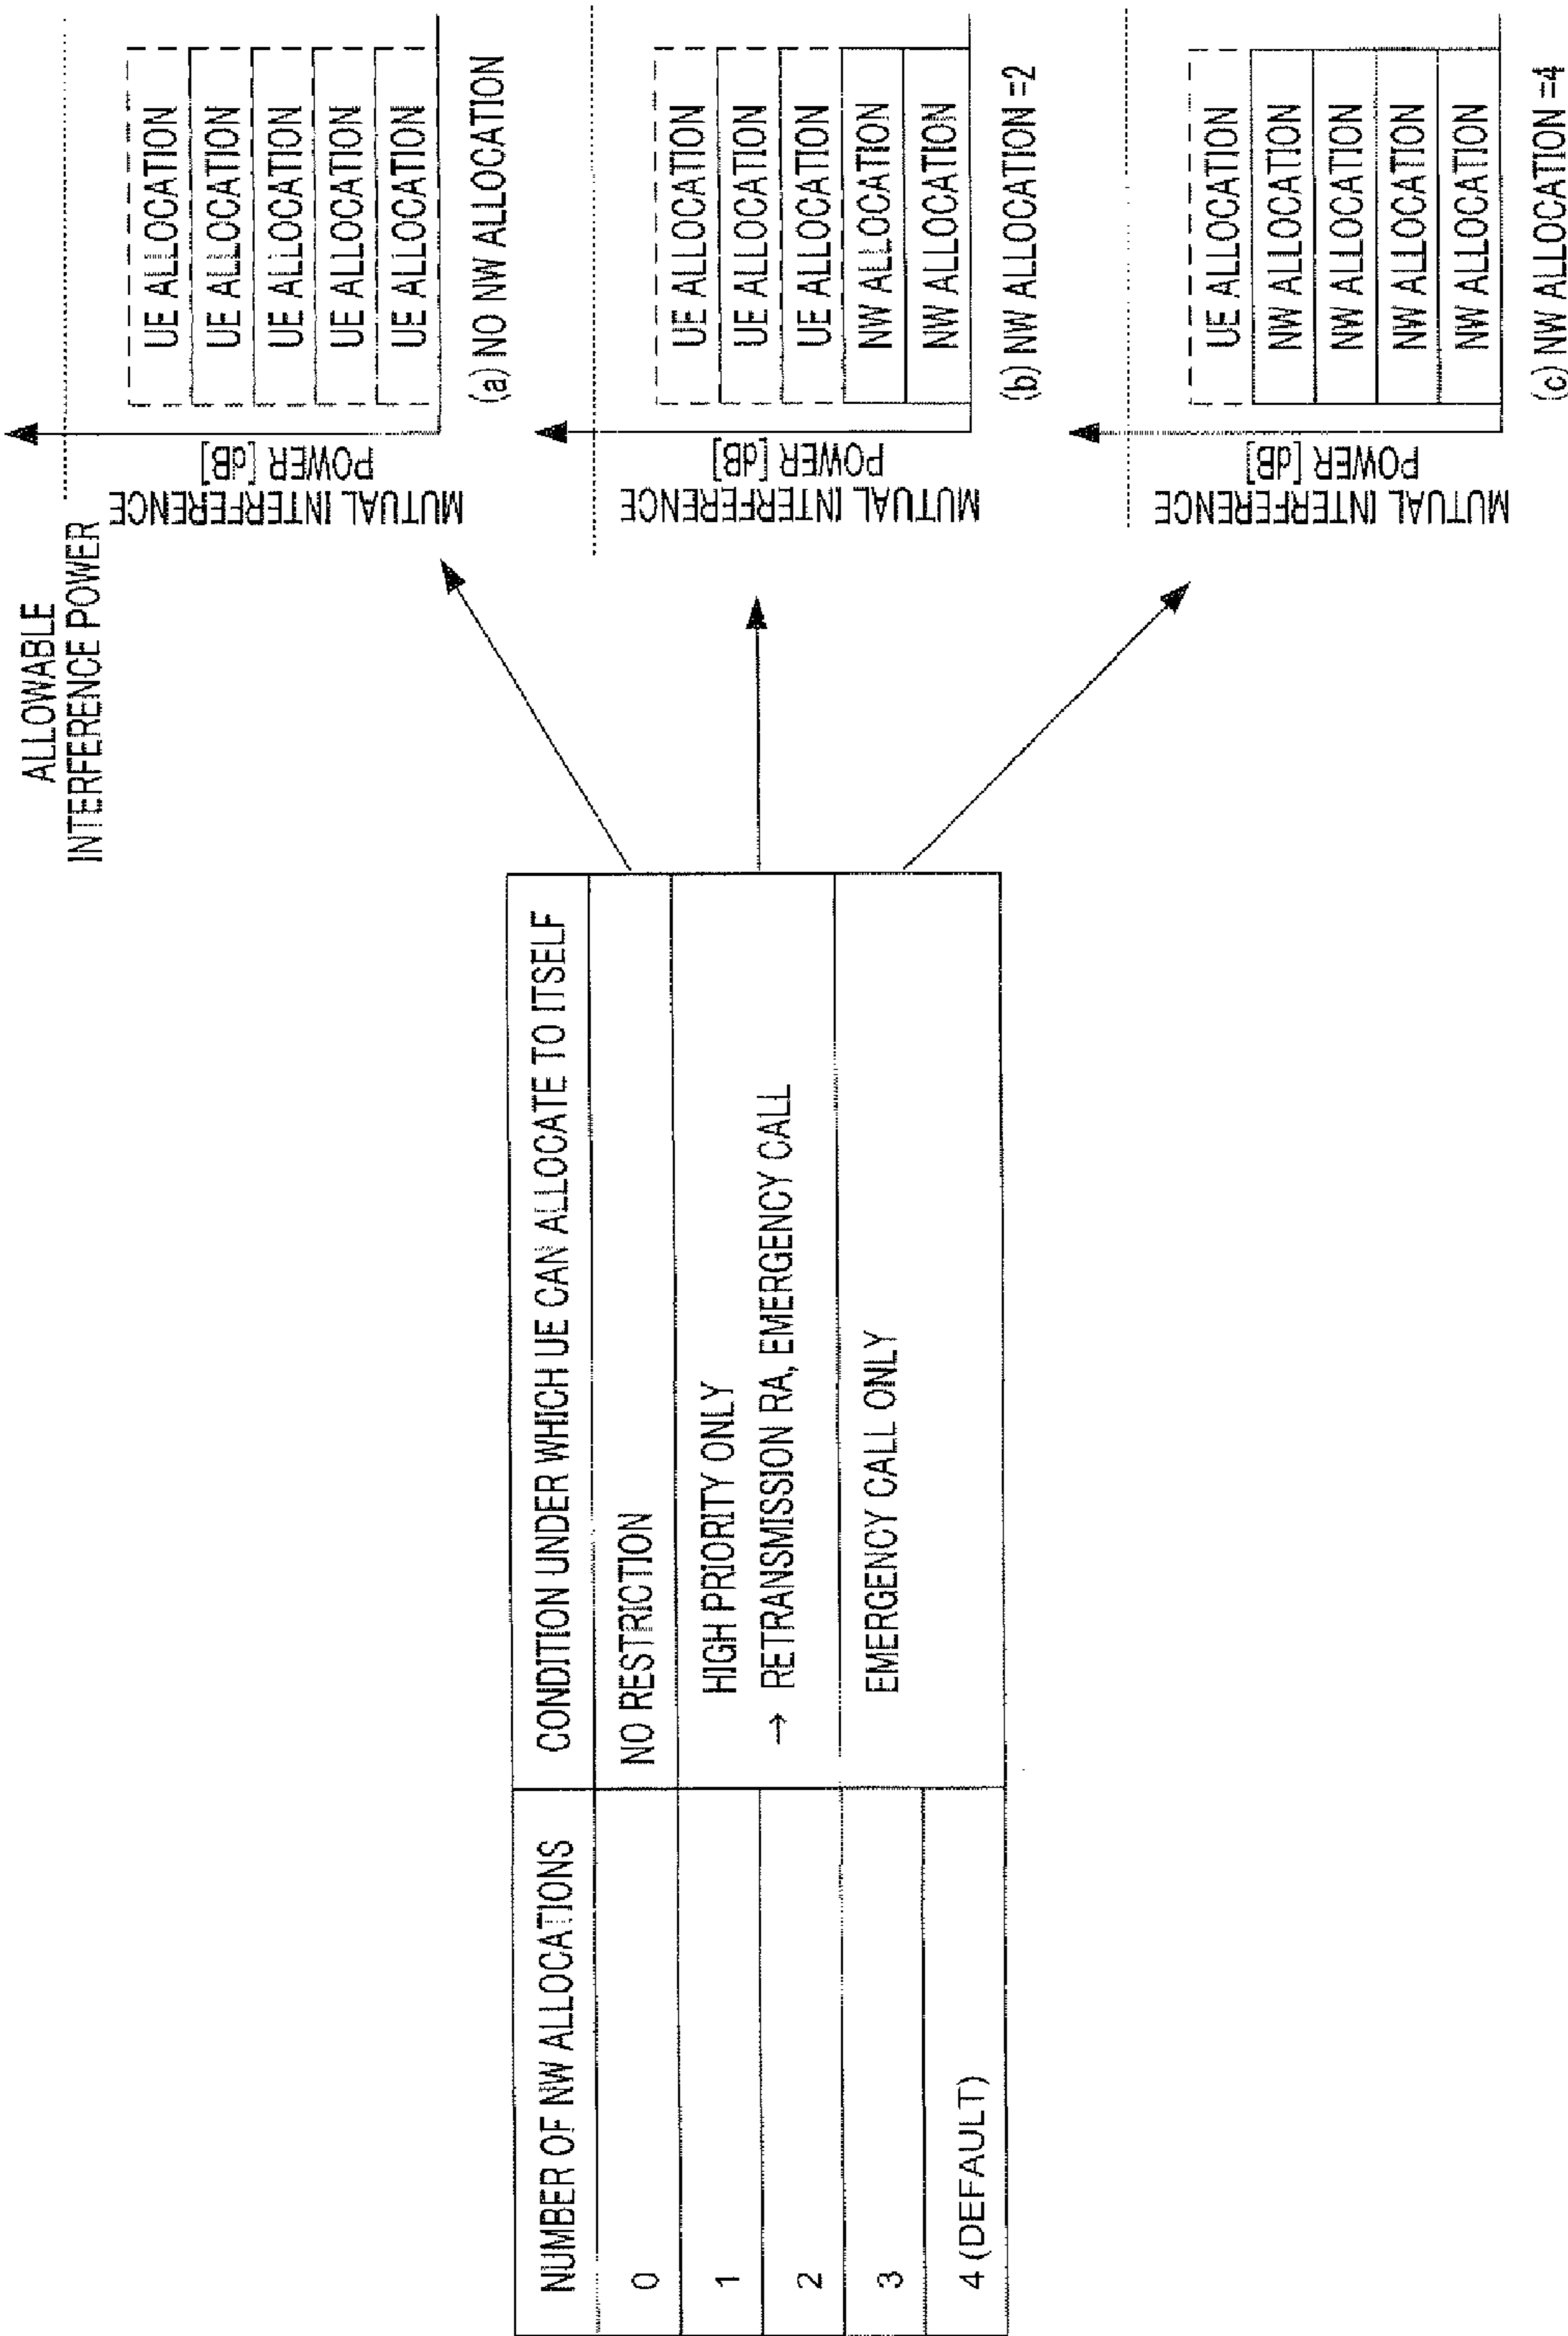 NUMBER OF NW ALLOCATIONS
CONDITION UNDER WHICH UE CAN ALLOCATE TO ITSELF
0
NO RESTRICTION
1
HIGH PRIORITY ONLY
2
→ RETRANSMISSION RA, EMERGENCY CALL
3
EMERGENCY CALL ONLY
4 (DEFAULT)
ALLOWABLE
INTERFERENCE POWER
MUTUAL INTERFERENCE
POWER [dB]
UE ALLOCATION
UE ALLOCATION
UE ALLOCATION
UE ALLOCATION
UE ALLOCATION
(a) NO NW ALLOCATION
MUTUAL INTERFERENCE
POWER [dB]
UE ALLOCATION
UE ALLOCATION
UE ALLOCATION
NW ALLOCATION
NW ALLOCATION
(b) NW ALLOCATION =2
MUTUAL INTERFERENCE
POWER [dB]
UE ALLOCATION
NW ALLOCATION
NW ALLOCATION
NW ALLOCATION
NW ALLOCATION
(c) NW ALLOCATION =4